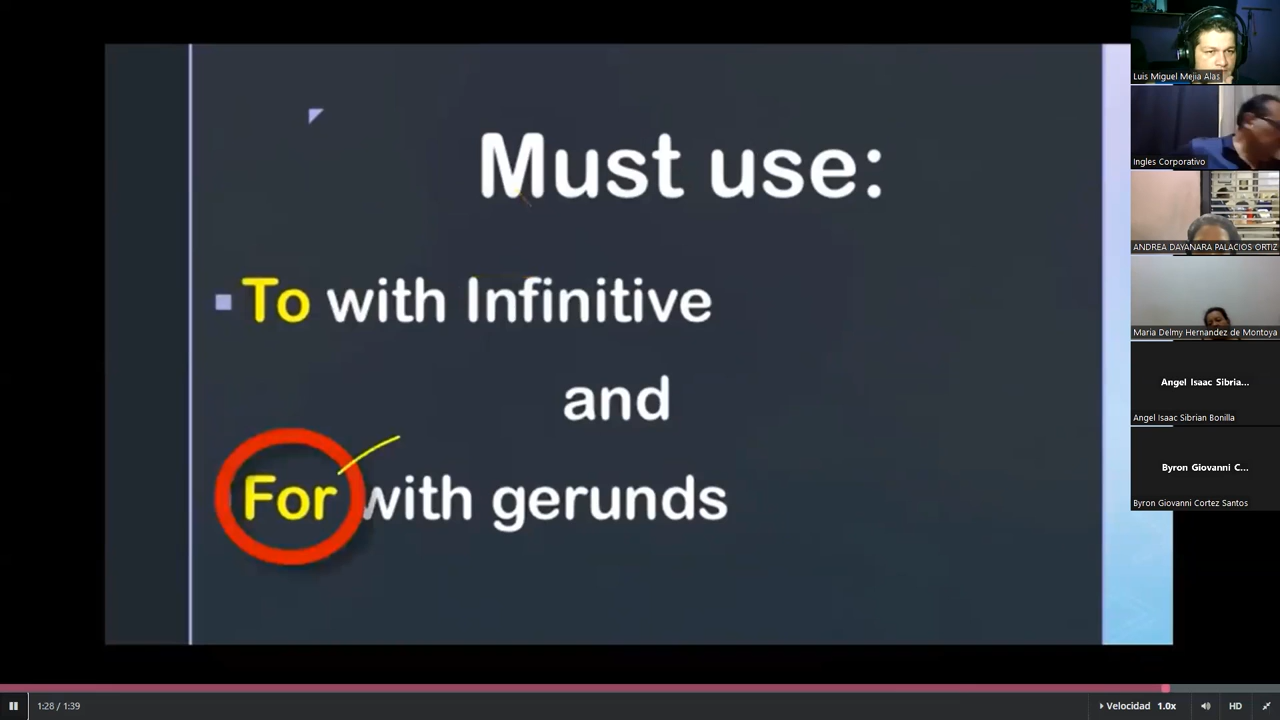 Must use:
To with Infinitive
and
For with gerunds
Luis Miguel Mejia Alas
Ingles Corporativo
ANDREA DAYANARA PALACIOS ORTIZ
Maria Delmy Hernandez de Montoya
Angel Isaac Sibria...
Angel Isaac Sibrian Bonilla
Byron Giovanni C...
Byron Giovanni Cortez Santos
1:28 / 1:39
Velocidad 1.0x
HD